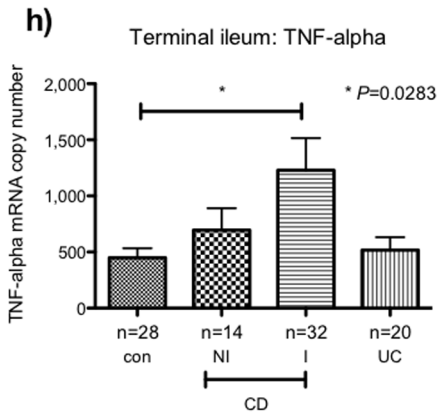 h)
Terminal ileum: TNF-alpha
TNF-alpha mRNA copy number
2,000
1,500
1,000
500
0
*
* P=0.0283
n=28 n=14 n=32 n=20
con NI I UC
CD